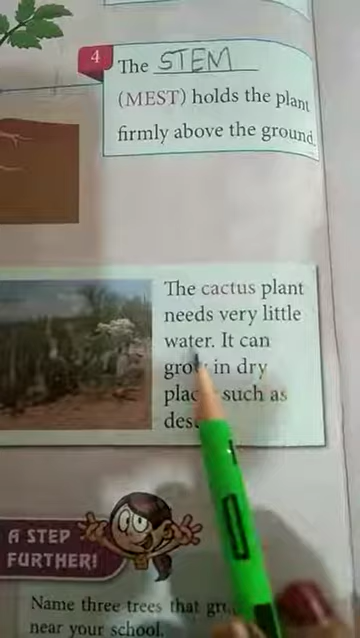 4
The STEM
(MEST) holds the plant
firmly above the ground.
The cactus plant
needs very little
water. It can
grow in dry
such as
A STEP
FURTHER!
Name three trees that
near your school.